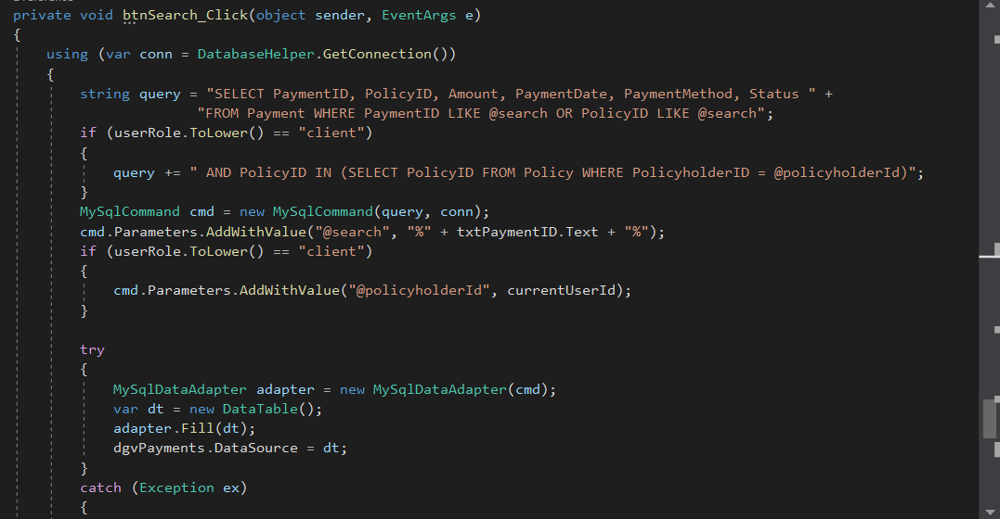 private void btnSearch_Click(object sender, EventArgs e)
{
using (var conn = DatabaseHelper.GetConnection())
{
string query = "SELECT PaymentID, PolicyID, Amount, PaymentDate, PaymentMethod, Status " +
"FROM Payment WHERE PaymentID LIKE @search OR PolicyID LIKE @search";
if (userRole.ToLower() == "client")
{
query += " AND PolicyID IN (SELECT PolicyID FROM Policy WHERE PolicyholderID = @policyholderId)";
}
MySqlCommand cmd = new MySqlCommand(query, conn);
cmd.Parameters.AddWithValue("@search", "%" + txtPaymentID.Text + "%");
if (userRole.ToLower() == "client")
{
cmd.Parameters.AddWithValue("@policyholderId", currentUserId);
}
try
{
MySqlDataAdapter adapter = new MySqlDataAdapter(cmd);
var dt = new DataTable();
adapter.Fill(dt);
dgvPayments.DataSource = dt;
}
catch (Exception ex)
{